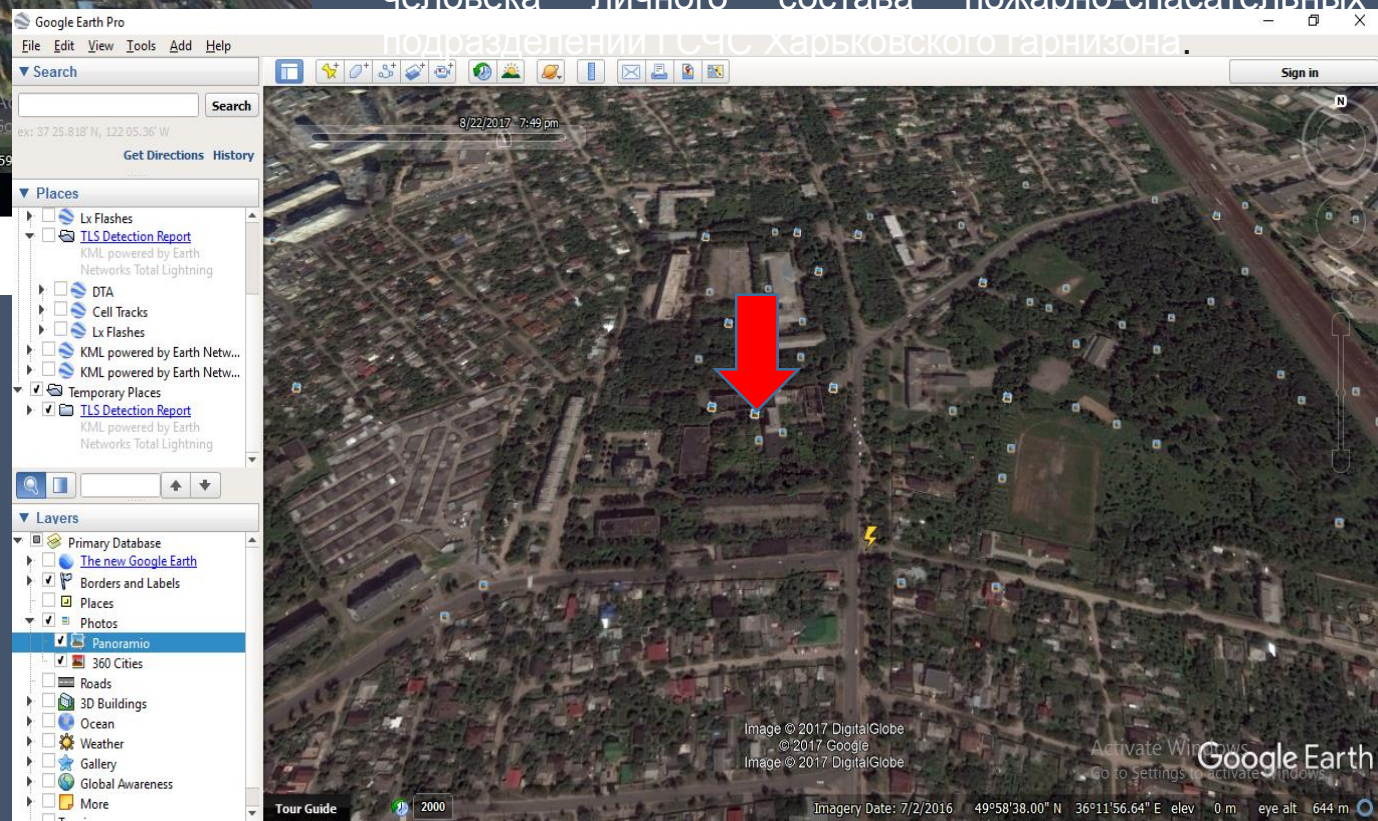 человека личного состава пожарно-спасательных
подразделений ГСЧС Харьковского гарнизона.
Google Earth Pro
File Edit View Tools Add Help
Search
Sign in
Search
ex: 37 25.818' N, 122 05.36' W
Get Directions History
8/22/2017 7:49 pm
N
59
Places
Lx Flashes
TLS Detection Report
KML powered by Earth
Networks Total Lightning
DTA
Cell Tracks
Lx Flashes
KML powered by Earth Netw...
KML powered by Earth Netw...
Temporary Places
TLS Detection Report
KML powered by Earth
Networks Total Lightning
Layers
Primary Database
The new Google Earth
Borders and Labels
Places
Photos
Panoramio
360 Cities
Roads
3D Buildings
Ocean
Weather
Gallery
Global Awareness
More
Image © 2017 DigitalGlobe
© 2017 Google
Image © 2017 DigitalGlobe
Activate Windows
Go to Settings to activate Windows.
Google Earth
Tour Guide
2000
Imagery Date: 7/2/2016 49°58'38.00" N 36°11'56.64" E elev 0 m eye alt 644 m